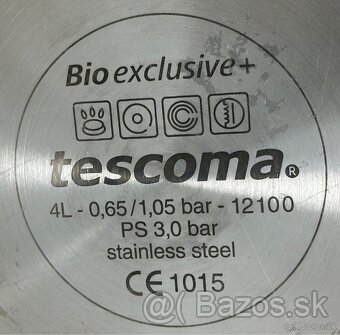 Bio exclusive+
tescoma®
4L - 0,65/1,05 bar - 12100
PS 3,0 bar
stainless steel
CE 1015
Bazos.sk